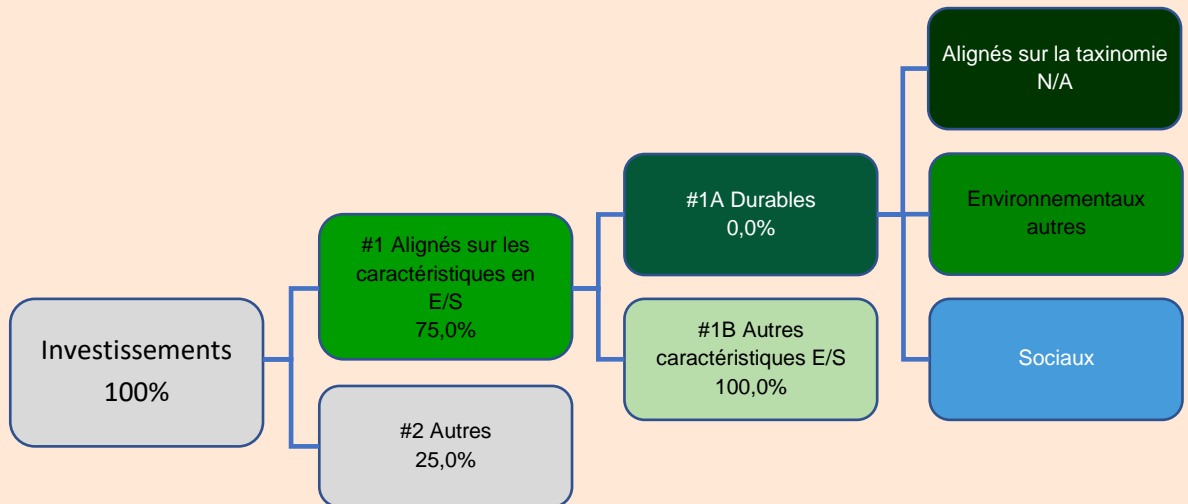 Investissements
100%
#1 Alignés sur les
caractéristiques en
E/S
75,0%
#2 Autres
25,0%
#1A Durables
0,0%
#1B Autres
caractéristiques E/S
100,0%
Alignés sur la taxinomie
N/A
Environnementaux
autres
Sociaux